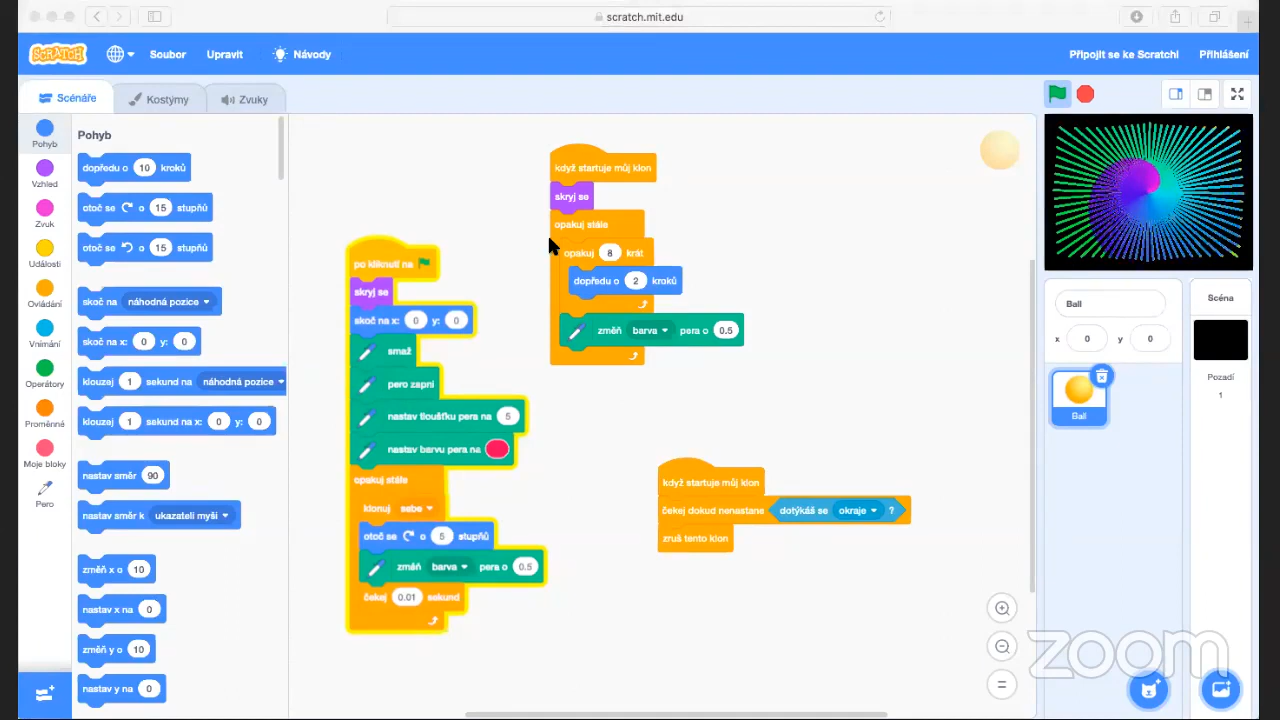 scratch.mit.edu
SCRATCH Soubor Upravit Návody Připojit se ke Scratchi Přihlášení
Scénáře Kostýmy Zvuky
Pohyb
Vzhled
Zvuk
Události
Ovládání
Vnímání
Operátory
Proměnné
Moje bloky
Pero
Pohyb
dopředu o 10 kroků
otoč se o 15 stupňů
otoč se o 15 stupňů
skoč na náhodná pozice
skoč na x: 0 y: 0
klouzej 1 sekund na náhodná pozice
klouzej 1 sekund na x: 0 y: 0
nastav směr 90
nastav směr k ukazateli myši
změň x o 10
nastav x na 0
změň y o 10
nastav y na 0
po kliknutí na
skryj se
skoč na x: 0 y: 0
smaž
pero zapni
nastav tloušťku pera na 5
nastav barvu pera na
opakuj stále
klonuj sebe
otoč se o 5 stupňů
změň barva pera o 0.5
čekej 0.01 sekund
když startuje můj klon
skryj se
opakuj stále
opakuj 8 krát
dopředu o 2 kroků
změň barva pera o 0.5
když startuje můj klon
čekej dokud nenastane dotýkáš se okraje ?
zruš tento klon
Ball
x 0 y 0
Ball
Scéna
Pozadí
1
zoom